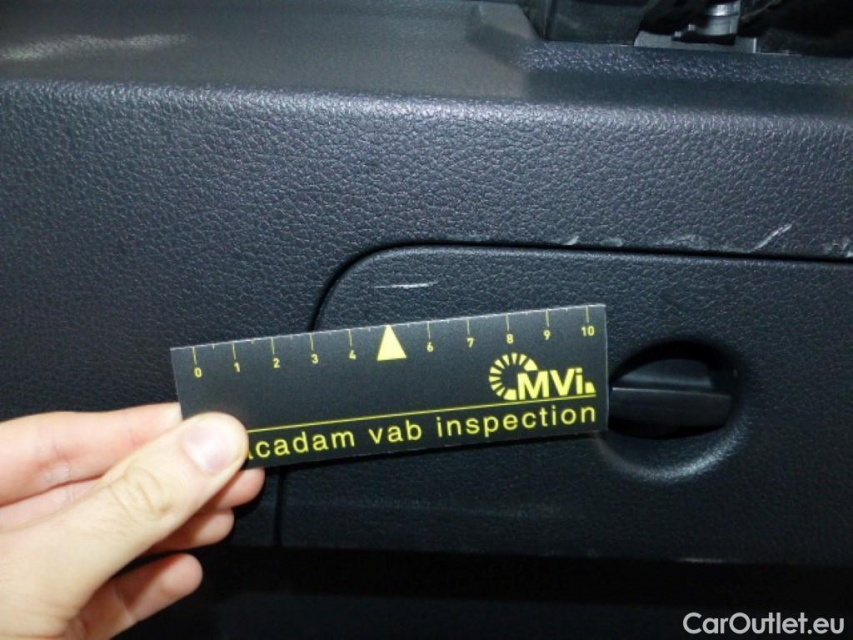 0 1 2 3 4 6 7 8 9 10
MVi
acadam vab inspection
CarOutlet.eu